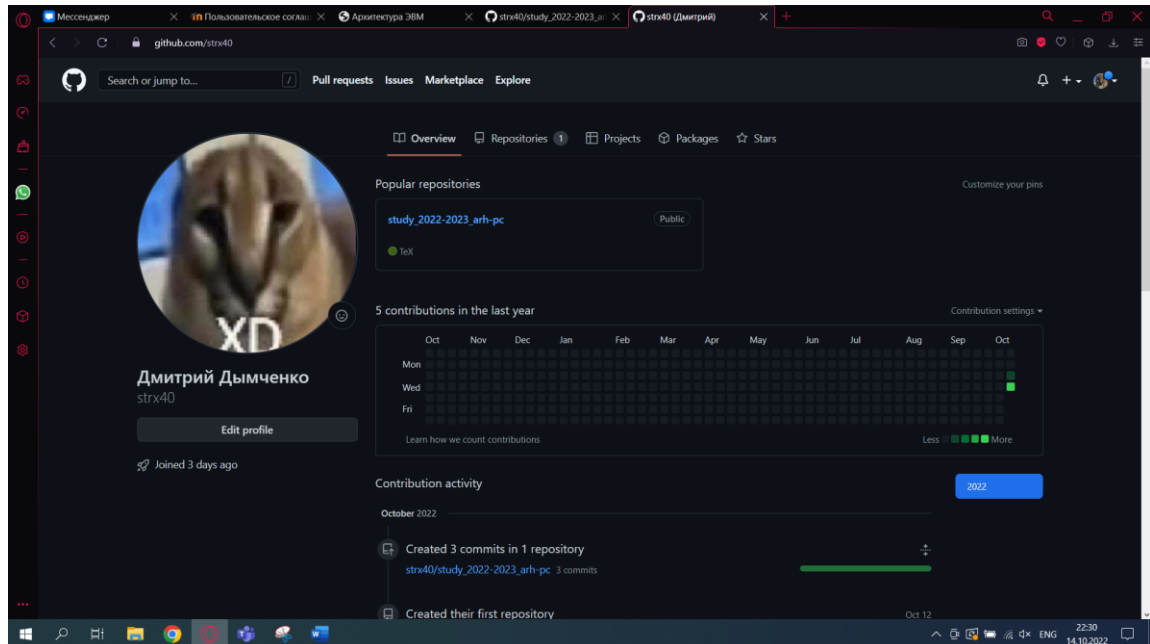 Мессенджер
Пользовательское соглаш
Архитектура ЭВМ
strx40/study_2022-2023_ar
strx40 (Дмитрий)
github.com/strx40
Search or jump to... /
Pull requests Issues Marketplace Explore
Overview Repositories 1 Projects Packages Stars
Popular repositories
Customize your pins
study_2022-2023_arh-pc
Public
TeX
XD
5 contributions in the last year
Contribution settings
Oct Nov Dec Jan Feb Mar Apr May Jun Jul Aug Sep Oct
Mon
Wed
Fri
Learn how we count contributions
Less More
Дмитрий Дымченко
strx40
Edit profile
Joined 3 days ago
Contribution activity
2022
October 2022
Created 3 commits in 1 repository
strx40/study_2022-2023_arh-pc 3 commits
Created their first repository
Oct 12
ENG
22:30
14.10.2022